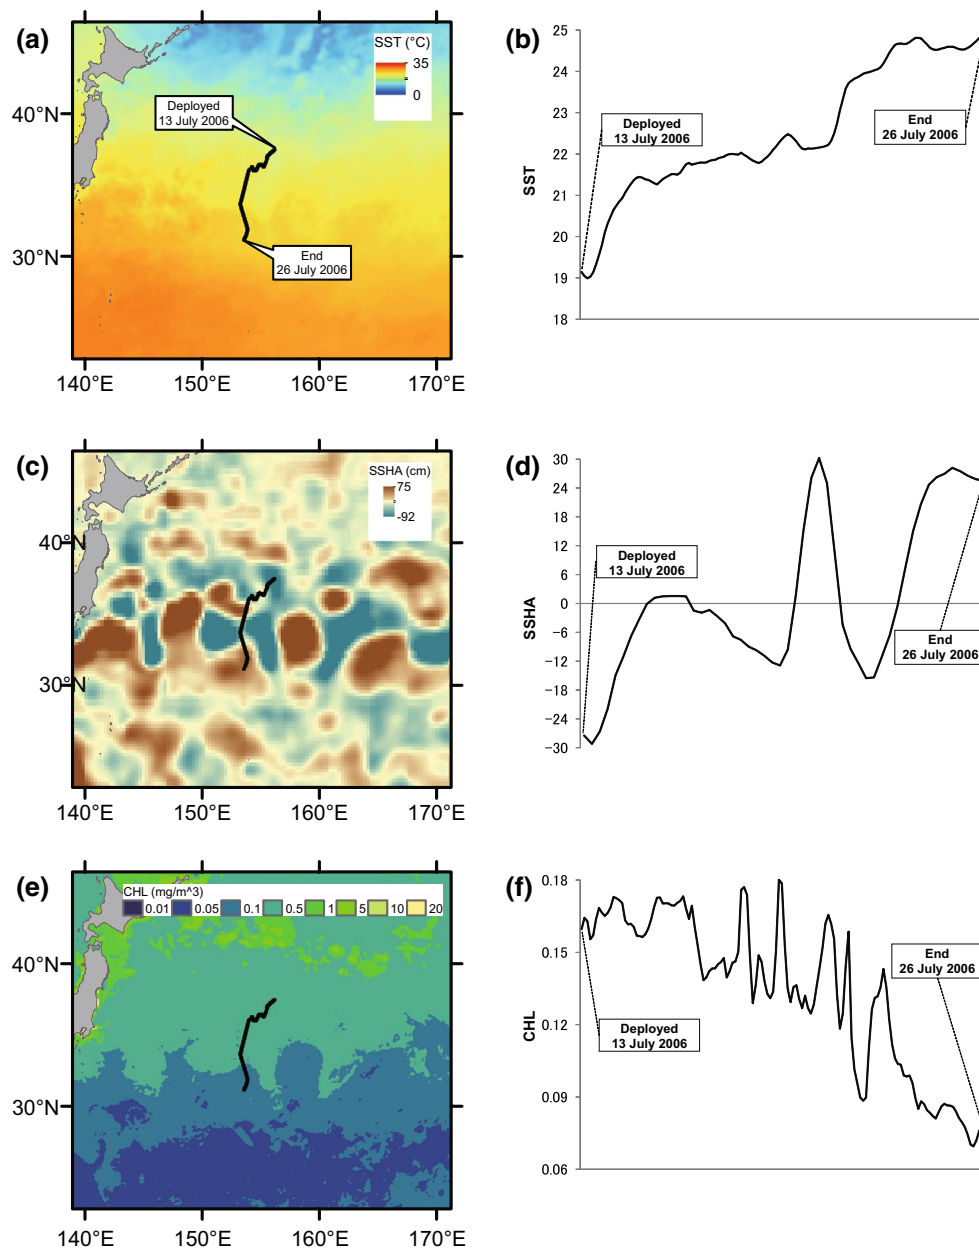 (a)
SST (°C)
35
0
40°N
30°N
Deployed
13 July 2006
End
26 July 2006
140°E 150°E 160°E 170°E
(b)
25
24
23
22
21
20
19
18
SST
Deployed
13 July 2006
End
26 July 2006
(c)
SSHA (cm)
75
-92
40°N
30°N
140°E 150°E 160°E 170°E
(d)
30
24
18
12
6
0
−6
−12
−18
−24
−30
SSHA
Deployed
13 July 2006
End
26 July 2006
(e)
CHL (mg/m^3)
0.01 0.05 0.1 0.5 1 5 10 20
40°N
30°N
140°E 150°E 160°E 170°E
(f)
0.18
0.15
0.12
0.09
0.06
CHL
Deployed
13 July 2006
End
26 July 2006